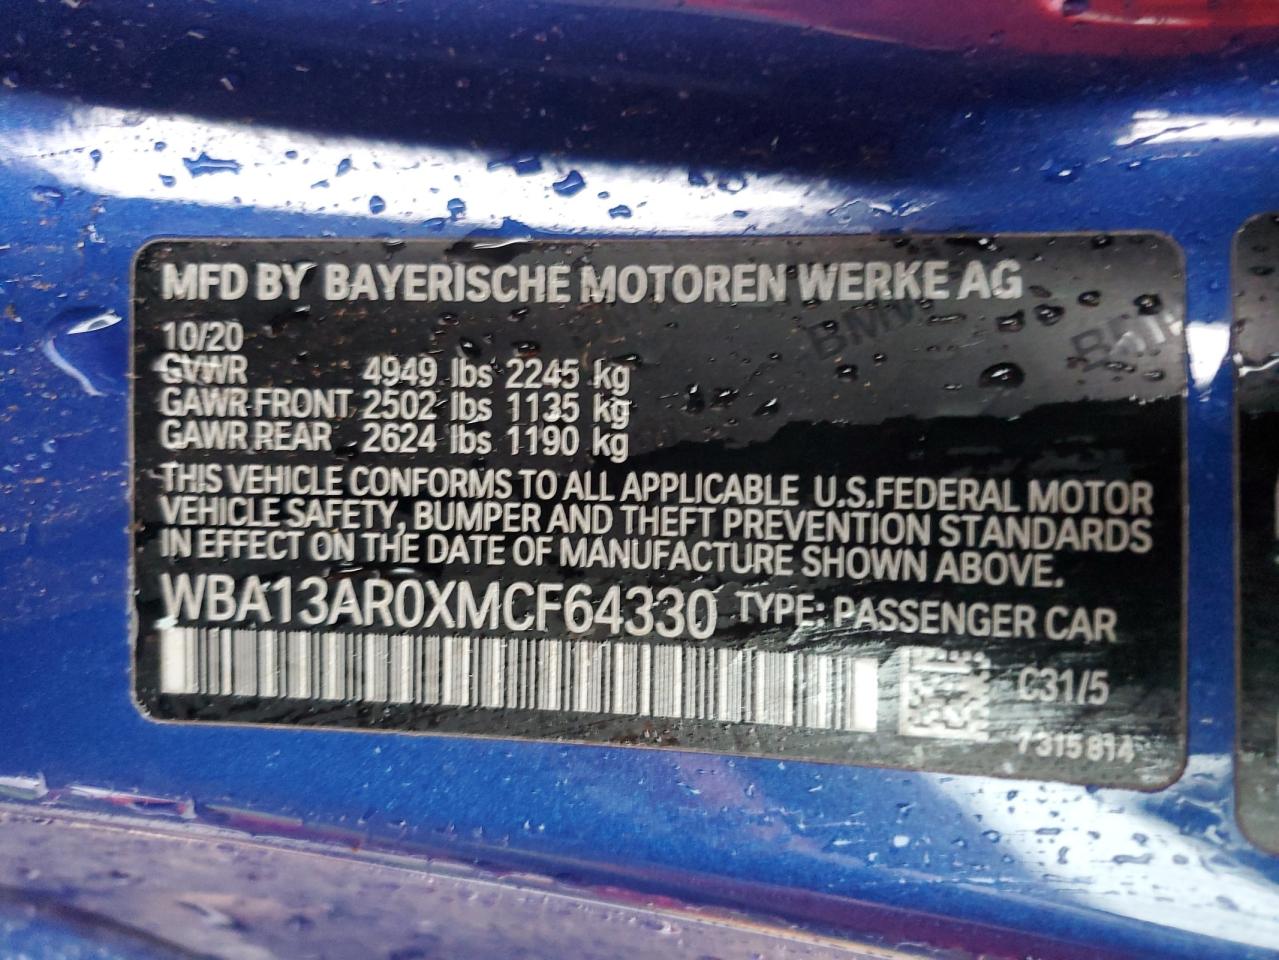 MFD BY BAYERISCHE MOTOREN WERKE AG
10/20
GVWR 4949 lbs 2245 kg
GAWR FRONT 2502 lbs 1135 kg
GAWR REAR 2624 lbs 1190 kg
THIS VEHICLE CONFORMS TO ALL APPLICABLE U.S.FEDERAL MOTOR
VEHICLE SAFETY, BUMPER AND THEFT PREVENTION STANDARDS
IN EFFECT ON THE DATE OF MANUFACTURE SHOWN ABOVE.
WBA13AR0XMCF64330 TYPE: PASSENGER CAR
C31/5
7315814
BMW
BMW